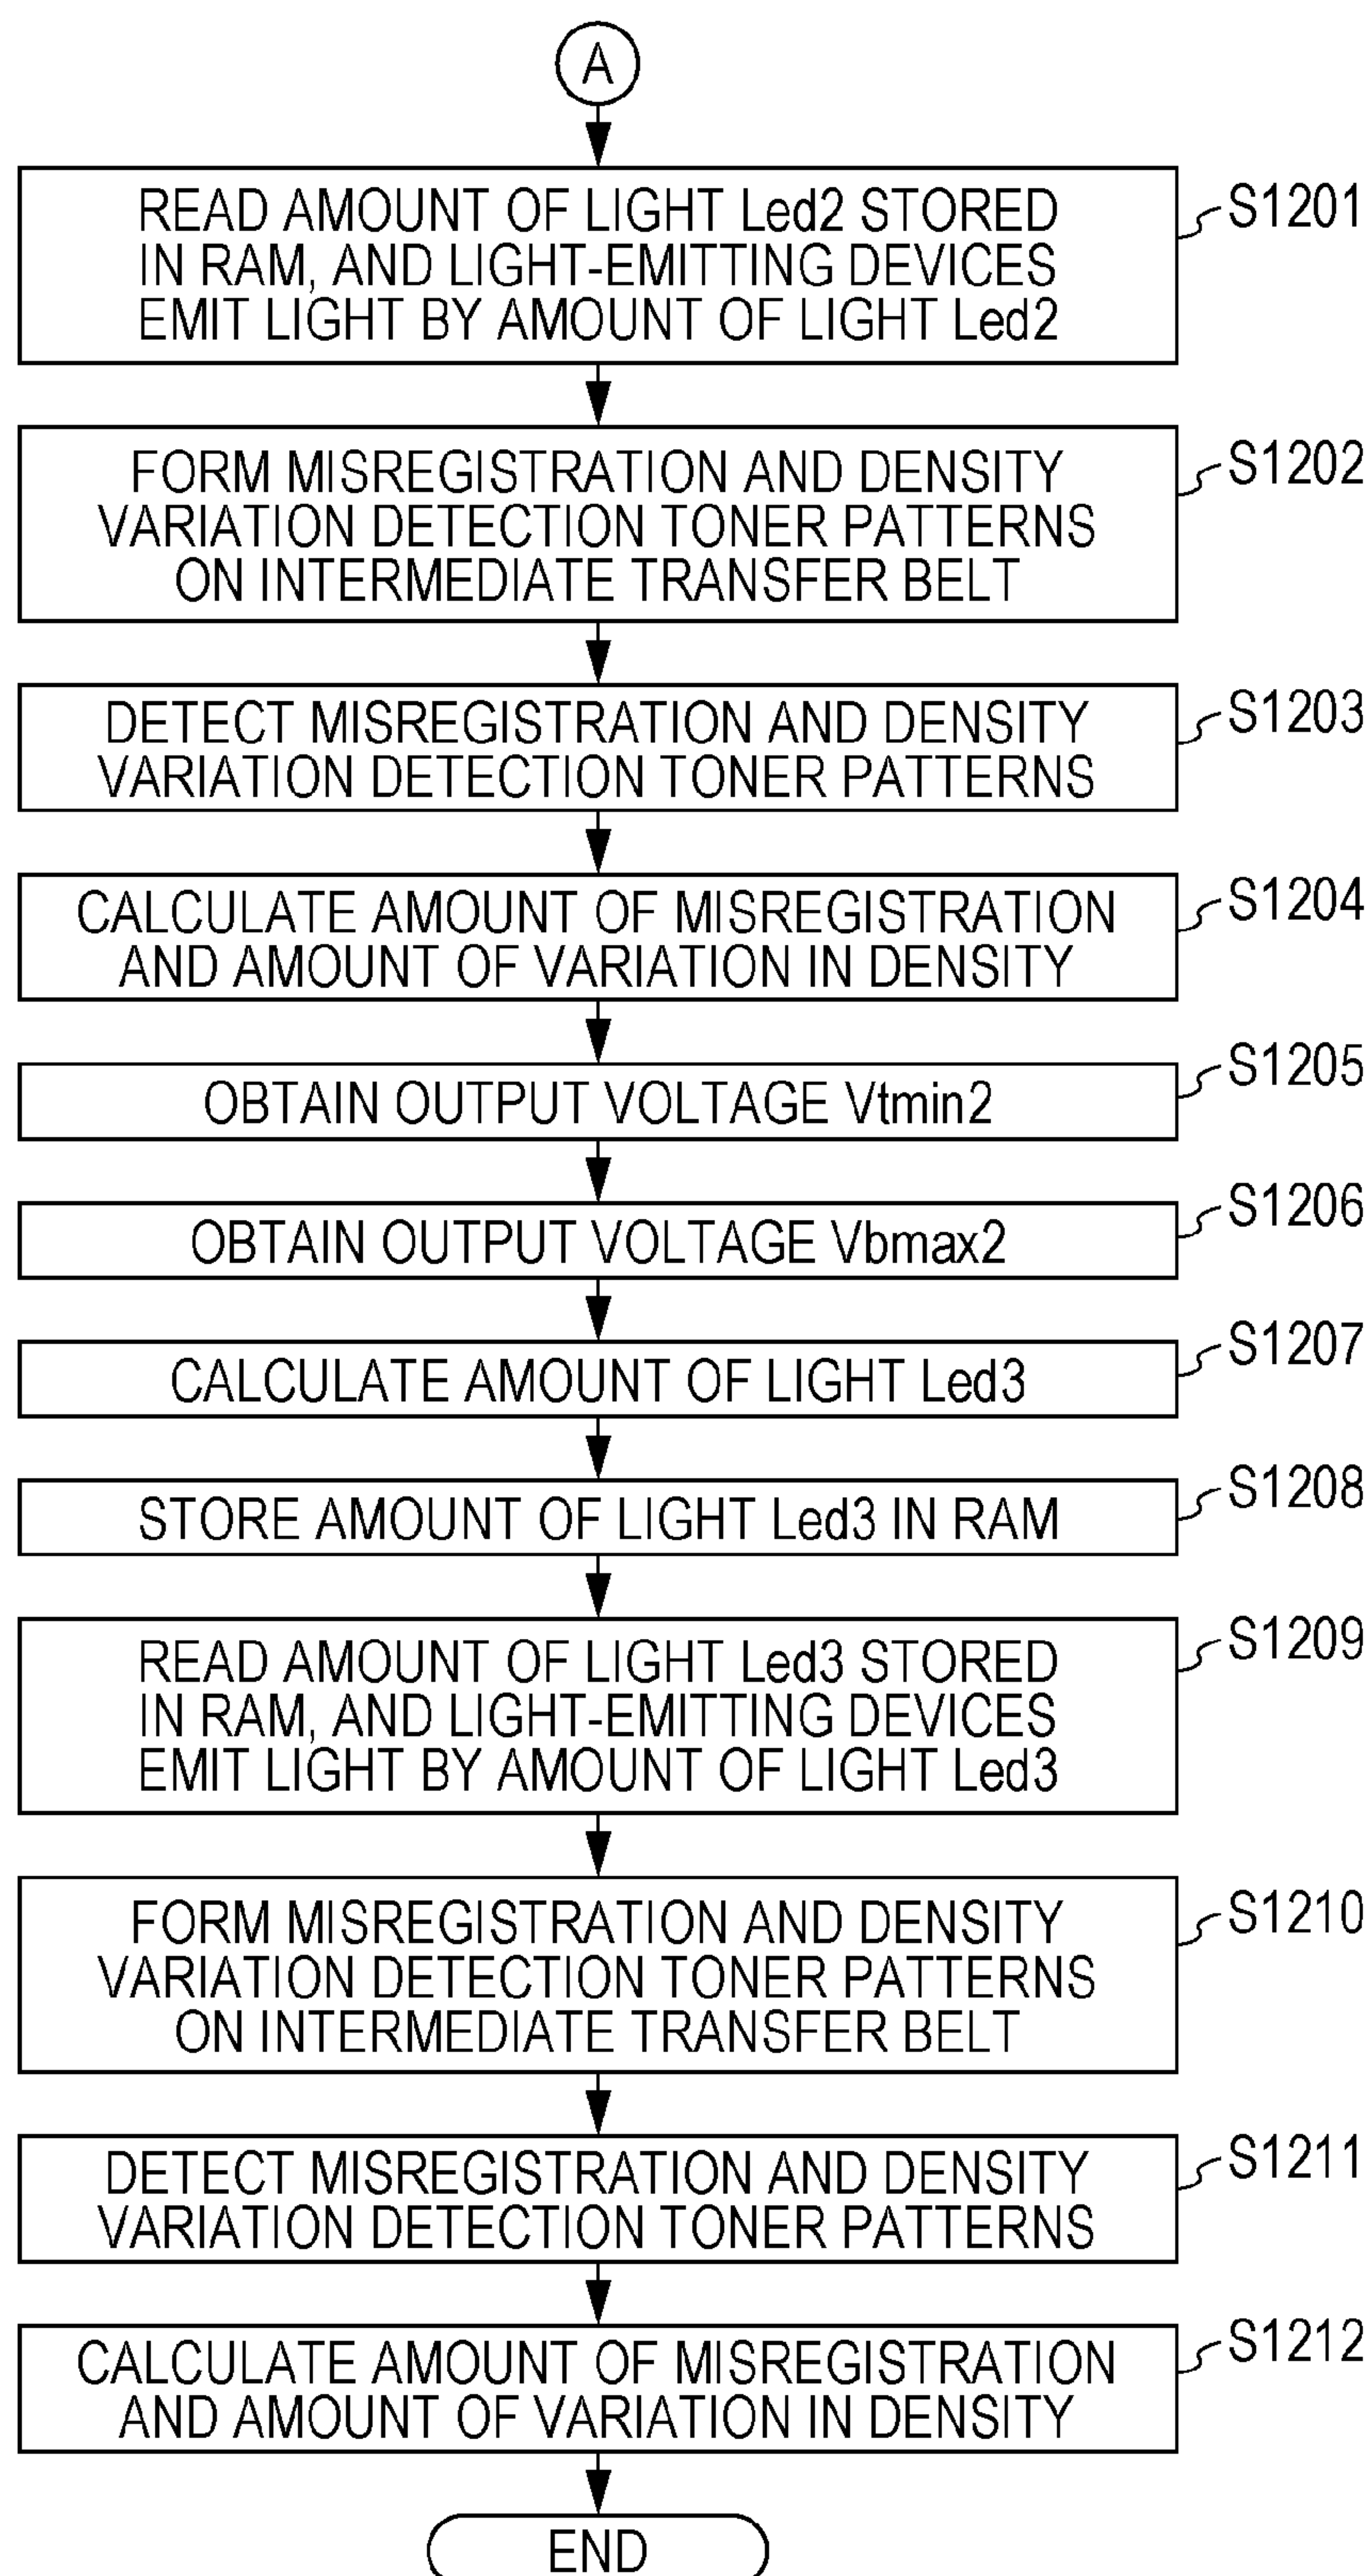 A
READ AMOUNT OF LIGHT Led2 STORED
IN RAM, AND LIGHT-EMITTING DEVICES
EMIT LIGHT BY AMOUNT OF LIGHT Led2
S1201
FORM MISREGISTRATION AND DENSITY
VARIATION DETECTION TONER PATTERNS
ON INTERMEDIATE TRANSFER BELT
S1202
DETECT MISREGISTRATION AND DENSITY
VARIATION DETECTION TONER PATTERNS
S1203
CALCULATE AMOUNT OF MISREGISTRATION
AND AMOUNT OF VARIATION IN DENSITY
S1204
OBTAIN OUTPUT VOLTAGE Vtmin2
S1205
OBTAIN OUTPUT VOLTAGE Vbmax2
S1206
CALCULATE AMOUNT OF LIGHT Led3
S1207
STORE AMOUNT OF LIGHT Led3 IN RAM
S1208
READ AMOUNT OF LIGHT Led3 STORED
IN RAM, AND LIGHT-EMITTING DEVICES
EMIT LIGHT BY AMOUNT OF LIGHT Led3
S1209
FORM MISREGISTRATION AND DENSITY
VARIATION DETECTION TONER PATTERNS
ON INTERMEDIATE TRANSFER BELT
S1210
DETECT MISREGISTRATION AND DENSITY
VARIATION DETECTION TONER PATTERNS
S1211
CALCULATE AMOUNT OF MISREGISTRATION
AND AMOUNT OF VARIATION IN DENSITY
S1212
END